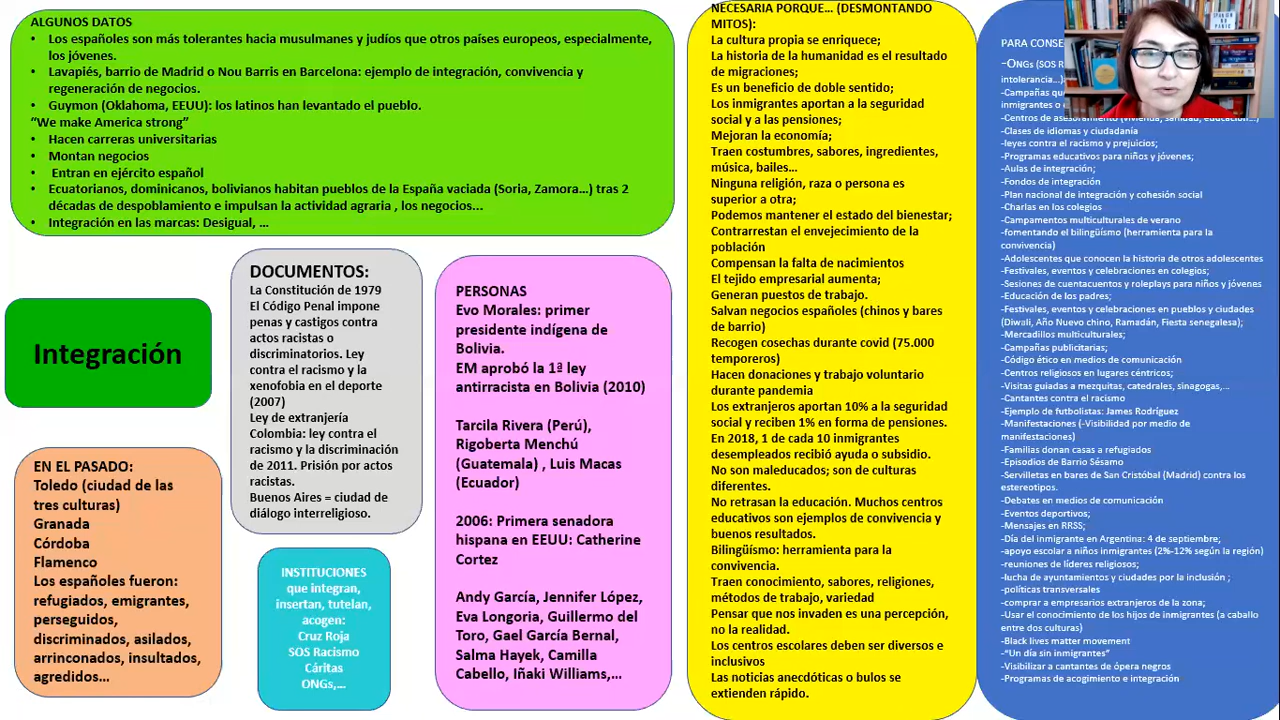 ALGUNOS DATOS
• Los españoles son más tolerantes hacia musulmanes y judíos que otros países europeos, especialmente,
los jóvenes.
• Lavapiés, barrio de Madrid o Nou Barris en Barcelona: ejemplo de integración, convivencia y
regeneración de negocios.
• Guymon (Oklahoma, EEUU): los latinos han levantado el pueblo.
"We make America strong"
• Hacen carreras universitarias
• Montan negocios
• Entran en ejército español
• Ecuatorianos, dominicanos, bolivianos habitan pueblos de la España vaciada (Soria, Zamora...) tras 2
décadas de despoblamiento e impulsan la actividad agraria , los negocios...
• Integración en las marcas: Desigual, ...
Integración
EN EL PASADO:
Toledo (ciudad de las
tres culturas)
Granada
Córdoba
Flamenco
Los españoles fueron:
refugiados, emigrantes,
perseguidos,
discriminados, asilados,
arrinconados, insultados,
agredidos...
DOCUMENTOS:
La Constitución de 1979
El Código Penal impone
penas y castigos contra
actos racistas o
discriminatorios. Ley
contra el racismo y la
xenofobia en el deporte
(2007)
Ley de extranjería
Colombia: ley contra el
racismo y la discriminación
de 2011. Prisión por actos
racistas.
Buenos Aires = ciudad de
diálogo interreligioso.
INSTITUCIONES
que integran,
insertan, tutelan,
acogen:
Cruz Roja
SOS Racismo
Cáritas
ONGs,...
PERSONAS
Evo Morales: primer
presidente indígena de
Bolivia.
EM aprobó la 1ª ley
antirracista en Bolivia (2010)
Tarcila Rivera (Perú),
Rigoberta Menchú
(Guatemala) , Luis Macas
(Ecuador)
2006: Primera senadora
hispana en EEUU: Catherine
Cortez
Andy García, Jennifer López,
Eva Longoria, Guillermo del
Toro, Gael García Bernal,
Salma Hayek, Camilla
Cabello, Iñaki Williams,...
NECESARIA PORQUE... (DESMONTANDO
MITOS):
La cultura propia se enriquece;
La historia de la humanidad es el resultado
de migraciones;
Es un beneficio de doble sentido;
Los inmigrantes aportan a la seguridad
social y a las pensiones;
Mejoran la economía;
Traen costumbres, sabores, ingredientes,
música, bailes...
Ninguna religión, raza o persona es
superior a otra;
Podemos mantener el estado del bienestar;
Contrarrestan el envejecimiento de la
población
Compensan la falta de nacimientos
El tejido empresarial aumenta;
Generan puestos de trabajo.
Salvan negocios españoles (chinos y bares
de barrio)
Recogen cosechas durante covid (75.000
temporeros)
Hacen donaciones y trabajo voluntario
durante pandemia
Los extranjeros aportan 10% a la seguridad
social y reciben 1% en forma de pensiones.
En 2018, 1 de cada 10 inmigrantes
desempleados recibió ayuda o subsidio.
No son maleducados; son de culturas
diferentes.
No retrasan la educación. Muchos centros
educativos son ejemplos de convivencia y
buenos resultados.
Bilingüismo: herramienta para la
convivencia.
Traen conocimiento, sabores, religiones,
métodos de trabajo, variedad
Pensar que nos invaden es una percepción,
no la realidad.
Los centros escolares deben ser diversos e
inclusivos
Las noticias anecdóticas o bulos se
extienden rápido.
PARA CONSE
-ONGs (SOS R
intolerancia...)
-Campañas qu
inmigrantes o
-Centros de asesoramiento (vivienda, sanidad, educación...)
-Clases de idiomas y ciudadanía
-leyes contra el racismo y prejuicios;
-Programas educativos para niños y jóvenes;
-Aulas de integración;
-Fondos de integración
-Plan nacional de integración y cohesión social
-Charlas en los colegios
-Campamentos multiculturales de verano
-fomentando el bilingüísmo (herramienta para la
convivencia)
-Adolescentes que conocen la historia de otros adolescentes
-Festivales, eventos y celebraciones en colegios;
-Sesiones de cuentacuentos y roleplays para niños y jóvenes
-Educación de los padres;
-Festivales, eventos y celebraciones en pueblos y ciudades
(Diwali, Año Nuevo chino, Ramadán, Fiesta senegalesa);
-Mercadillos multiculturales;
-Campañas publicitarias;
-Código ético en medios de comunicación
-Centros religiosos en lugares céntricos;
-Visitas guiadas a mezquitas, catedrales, sinagogas,...
-Cantantes contra el racismo
-Ejemplo de futbolistas: James Rodríguez
-Manifestaciones (-Visibilidad por medio de
manifestaciones)
-Familias donan casas a refugiados
-Episodios de Barrio Sésamo
-Servilletas en bares de San Cristóbal (Madrid) contra los
estereotipos.
-Debates en medios de comunicación
-Eventos deportivos;
-Mensajes en RRSS;
-Día del inmigrante en Argentina: 4 de septiembre;
-apoyo escolar a niños inmigrantes (2%-12% según la región)
-reuniones de líderes religiosos;
-lucha de ayuntamientos y ciudades por la inclusión ;
-políticas transversales
-comprar a empresarios extranjeros de la zona;
-Usar el conocimiento de los hijos de inmigrantes (a caballo
entre dos culturas)
-Black lives matter movement
-"Un día sin inmigrantes"
-Visibilizar a cantantes de ópera negros
-Programas de acogimiento e integración